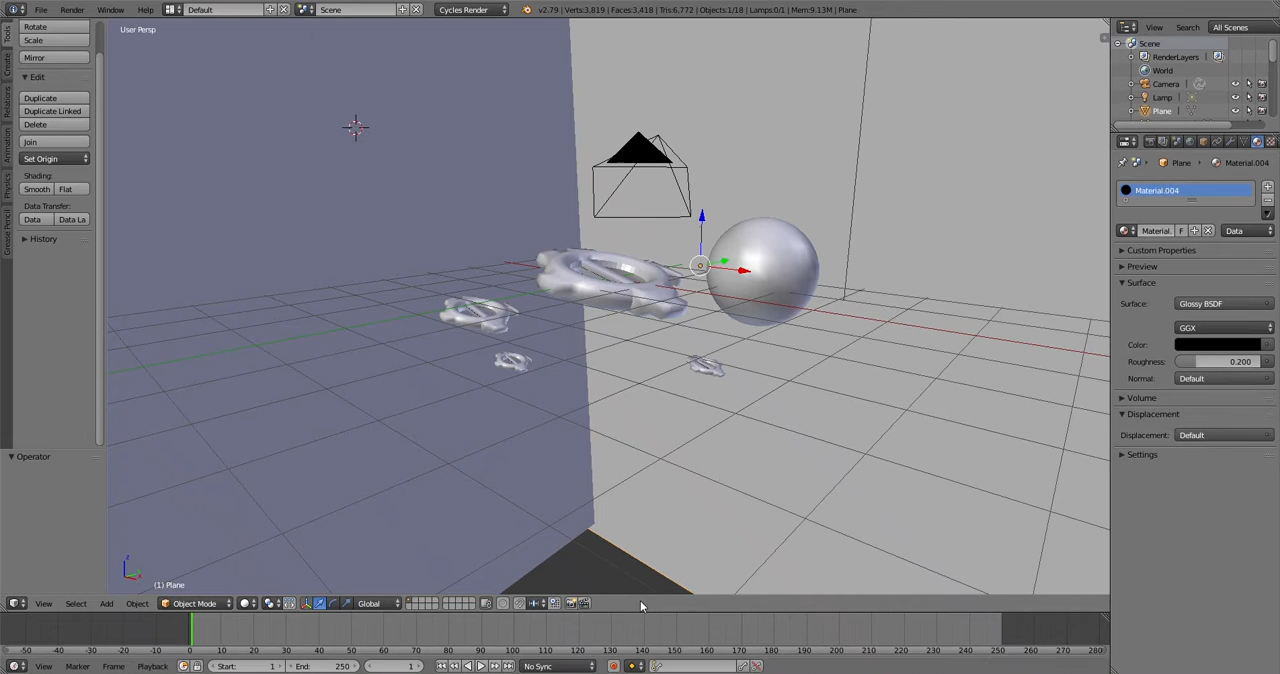 File Render Window Help Default Scene Cycles Render v2.79 | Verts:3,819 | Faces:3,418 | Tris:6,772 | Objects:1/18 | Lamps:0/1 | Mem:9.13M | Plane
Tools
Create
Relations
Animation
Physics
Grease Pencil
Rotate
Scale
Mirror
Edit
Duplicate
Duplicate Linked
Delete
Join
Set Origin
Shading:
Smooth Flat
Data Transfer:
Data Data La
History
Operator
User Persp
(1) Plane
View Select Add Object Object Mode Global
-50 -40 -30 -20 -10 0 10 20 30 40 50 60 70 80 90 100 110 120 130 140 150 160 170 180 190 200 210 220 230 240 250 260 270 280
View Marker Frame Playback Start: 1 End: 250 1 No Sync
View Search All Scenes
Scene
RenderLayers
World
Camera
Lamp
Plane
Plane Material.004
Material.004
Material. F Data
Custom Properties
Preview
Surface
Surface: Glossy BSDF
GGX
Color:
Roughness: 0.200
Normal: Default
Volume
Displacement
Displacement: Default
Settings